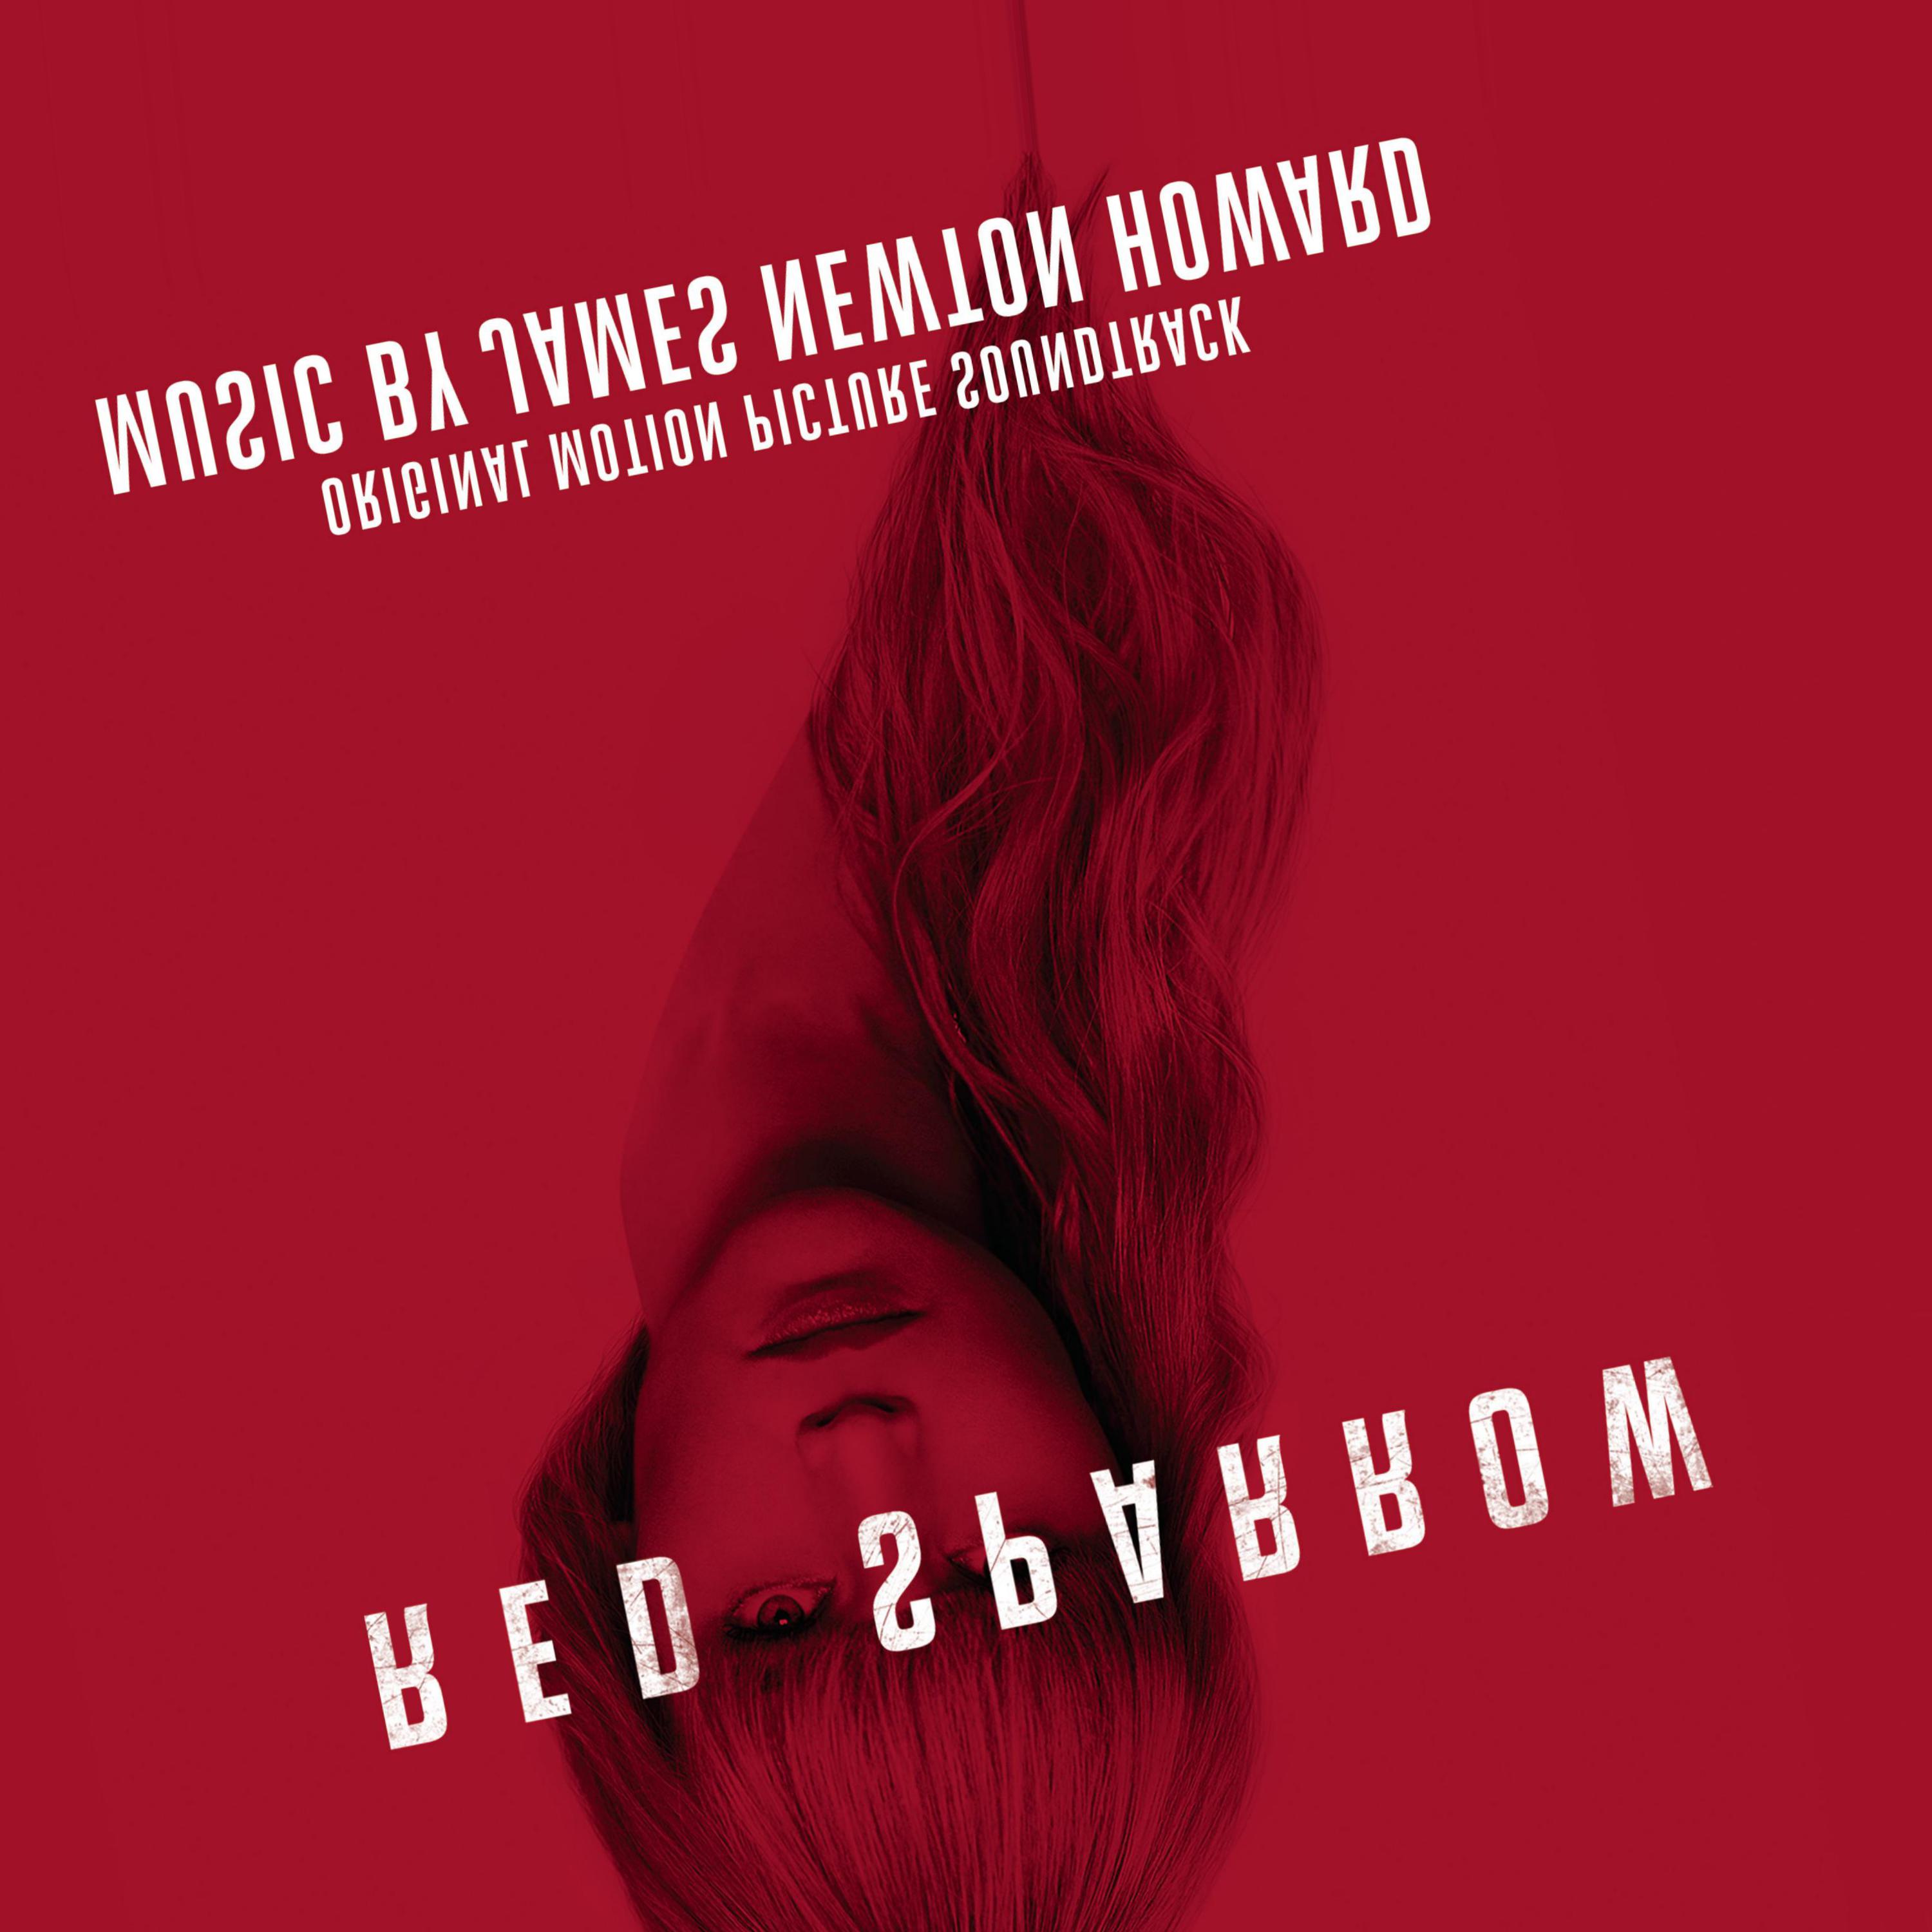 RED SPARROW
ORIGINAL MOTION PICTURE SOUNDTRACK
MUSIC BY JAMES NEWTON HOWARD